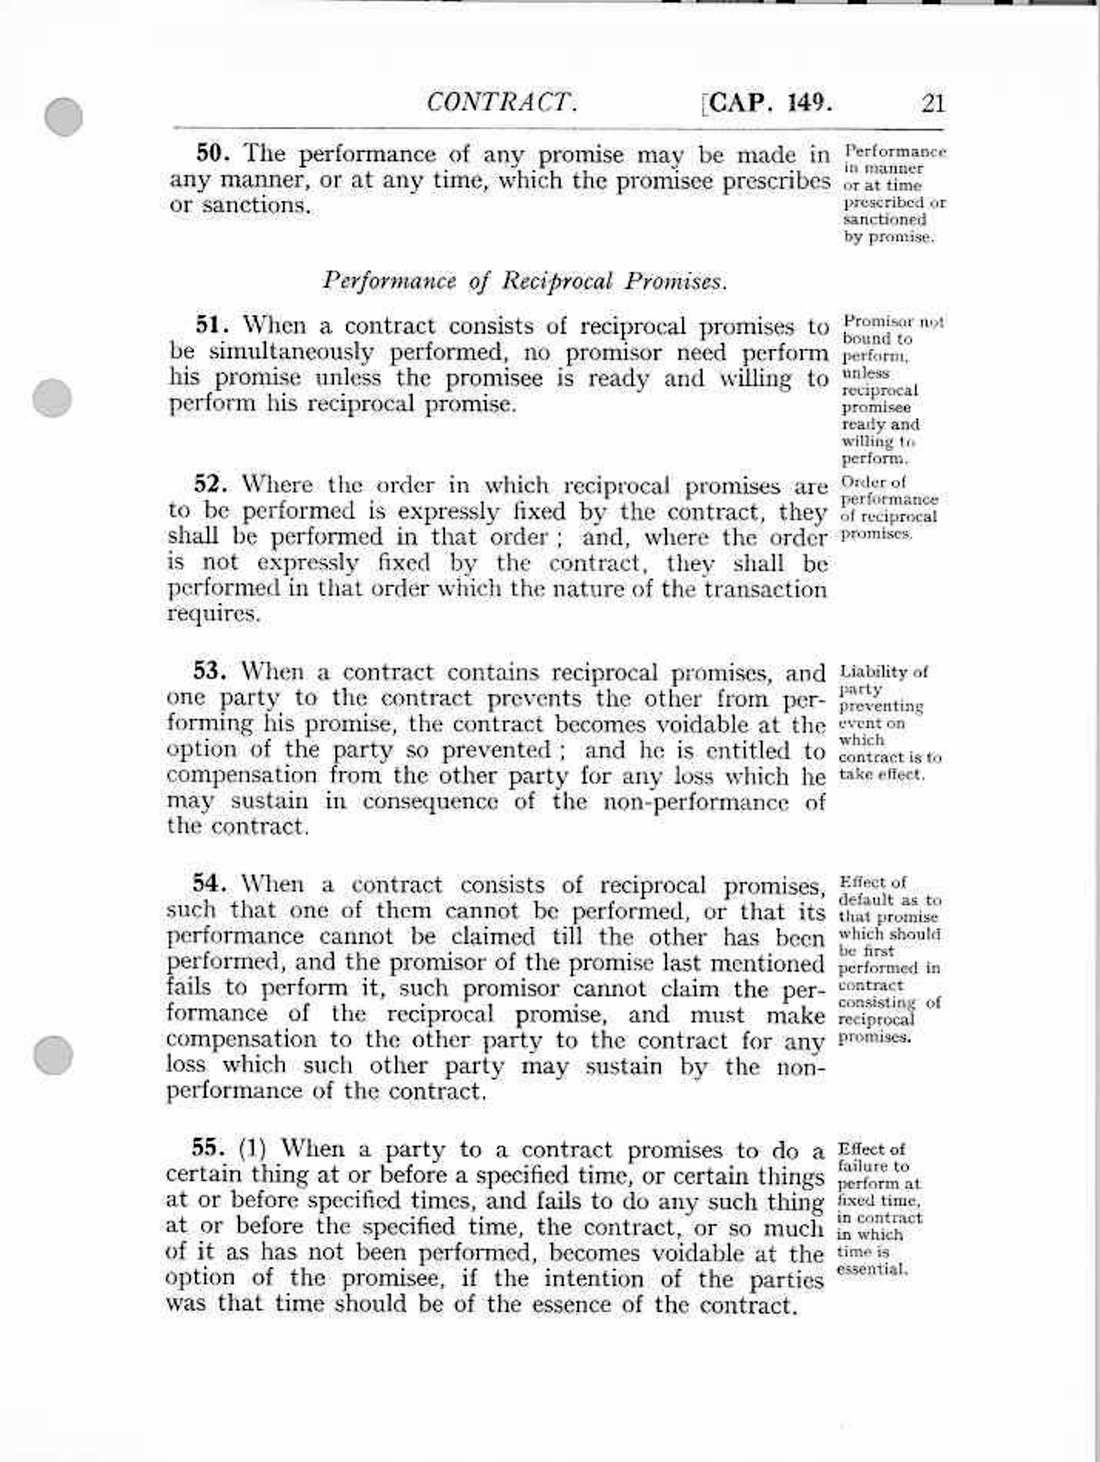 CONTRACT. [CAP. 149. 21
50. The performance of any promise may be made in
any manner, or at any time, which the promisee prescribes
or sanctions.
Performance
in manner
or at time
prescribed or
sanctioned
by promise.
Performance of Reciprocal Promises.
51. When a contract consists of reciprocal promises to
be simultaneously performed, no promisor need perform
his promise unless the promisee is ready and willing to
perform his reciprocal promise.
Promisor not
bound to
perform,
unless
reciprocal
promisee
ready and
willing to
perform.
52. Where the order in which reciprocal promises are
to be performed is expressly fixed by the contract, they
shall be performed in that order ; and, where the order
is not expressly fixed by the contract, they shall be
performed in that order which the nature of the transaction
requires.
Order of
performance
of reciprocal
promises.
53. When a contract contains reciprocal promises, and
one party to the contract prevents the other from per-
forming his promise, the contract becomes voidable at the
option of the party so prevented ; and he is entitled to
compensation from the other party for any loss which he
may sustain in consequence of the non-performance of
the contract.
Liability of
party
preventing
event on
which
contract is to
take effect.
54. When a contract consists of reciprocal promises,
such that one of them cannot be performed, or that its
performance cannot be claimed till the other has been
performed, and the promisor of the promise last mentioned
fails to perform it, such promisor cannot claim the per-
formance of the reciprocal promise, and must make
compensation to the other party to the contract for any
loss which such other party may sustain by the non-
performance of the contract.
Effect of
default as to
that promise
which should
be first
performed in
contract
consisting of
reciprocal
promises.
55. (1) When a party to a contract promises to do a
certain thing at or before a specified time, or certain things
at or before specified times, and fails to do any such thing
at or before the specified time, the contract, or so much
of it as has not been performed, becomes voidable at the
option of the promisee, if the intention of the parties
was that time should be of the essence of the contract.
Effect of
failure to
perform at
fixed time,
in contract
in which
time is
essential.